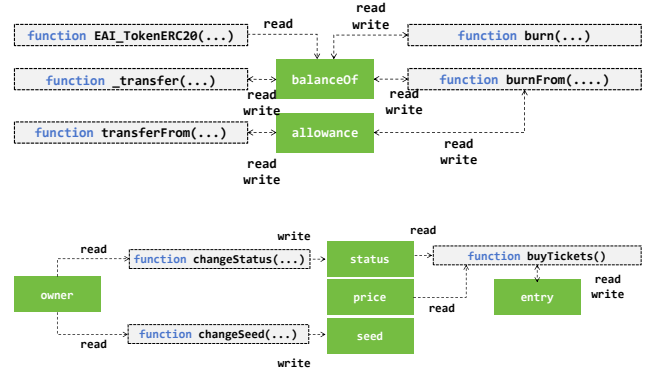 read
read
write
function EAI_TokenERC20(...)
function burn(...)
function _transfer(...)
balanceOf
function burnFrom(....)
read
write
read
write
function transferFrom(...)
allowance
read
write
read
write
write
read
read
function changeStatus(...)
status
function buyTickets()
owner
price
read
entry
read
write
read
function changeSeed(...)
seed
write